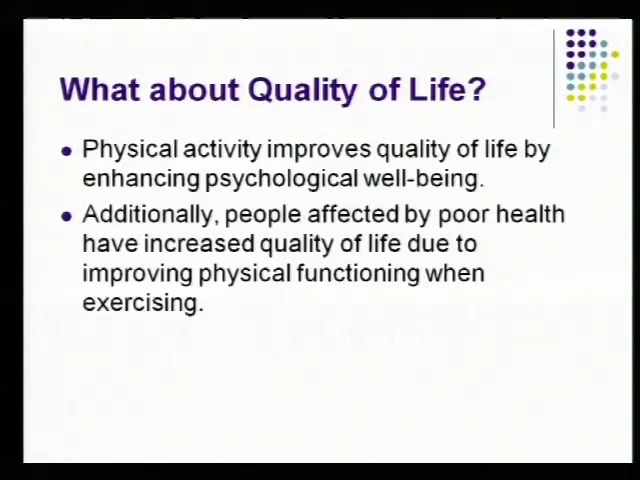 What about Quality of Life?
Physical activity improves quality of life by
enhancing psychological well-being.
Additionally, people affected by poor health
have increased quality of life due to
improving physical functioning when
exercising.